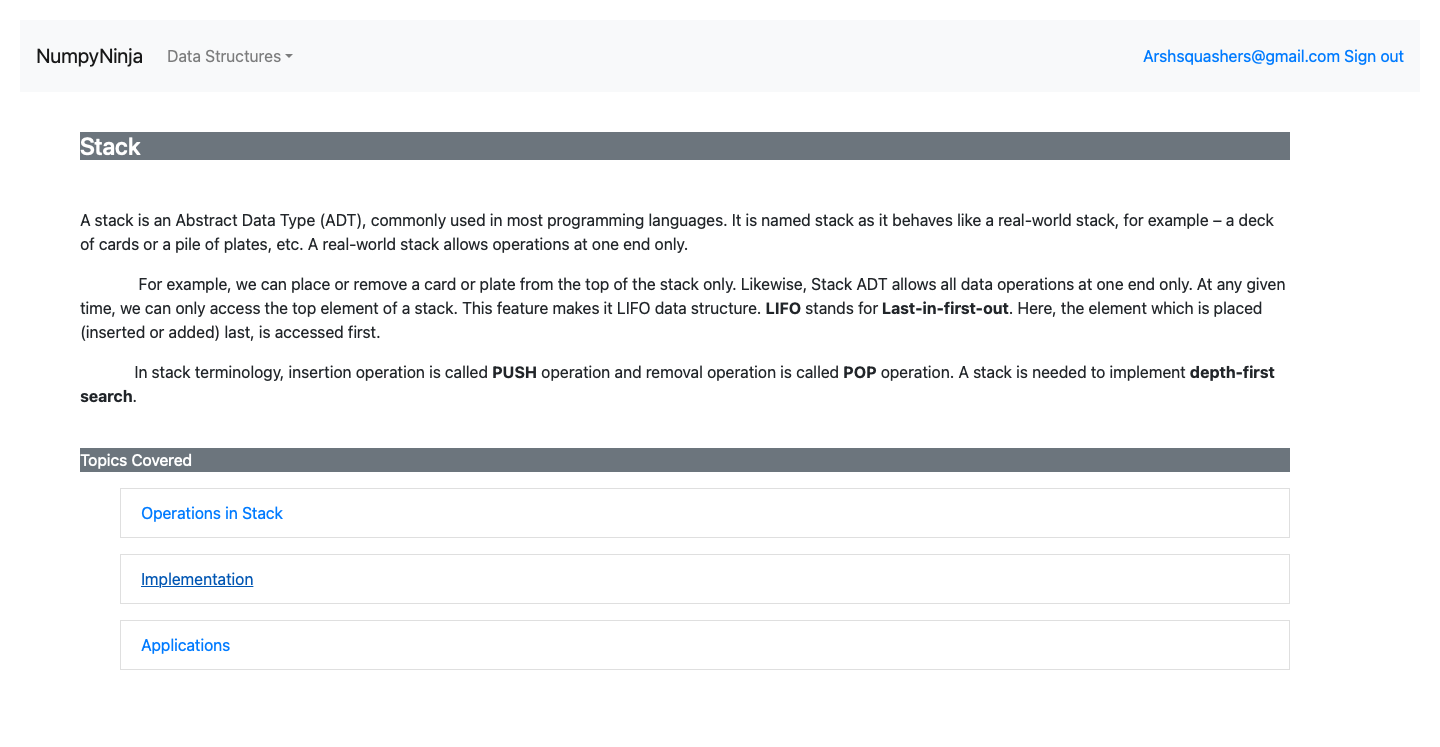 NumpyNinja Data Structures Arshsquashers@gmail.com Sign out
Stack
A stack is an Abstract Data Type (ADT), commonly used in most programming languages. It is named stack as it behaves like a real-world stack, for example – a deck
of cards or a pile of plates, etc. A real-world stack allows operations at one end only.
For example, we can place or remove a card or plate from the top of the stack only. Likewise, Stack ADT allows all data operations at one end only. At any given
time, we can only access the top element of a stack. This feature makes it LIFO data structure. LIFO stands for Last-in-first-out. Here, the element which is placed
(inserted or added) last, is accessed first.
In stack terminology, insertion operation is called PUSH operation and removal operation is called POP operation. A stack is needed to implement depth-first
search.
Topics Covered
Operations in Stack
Implementation
Applications